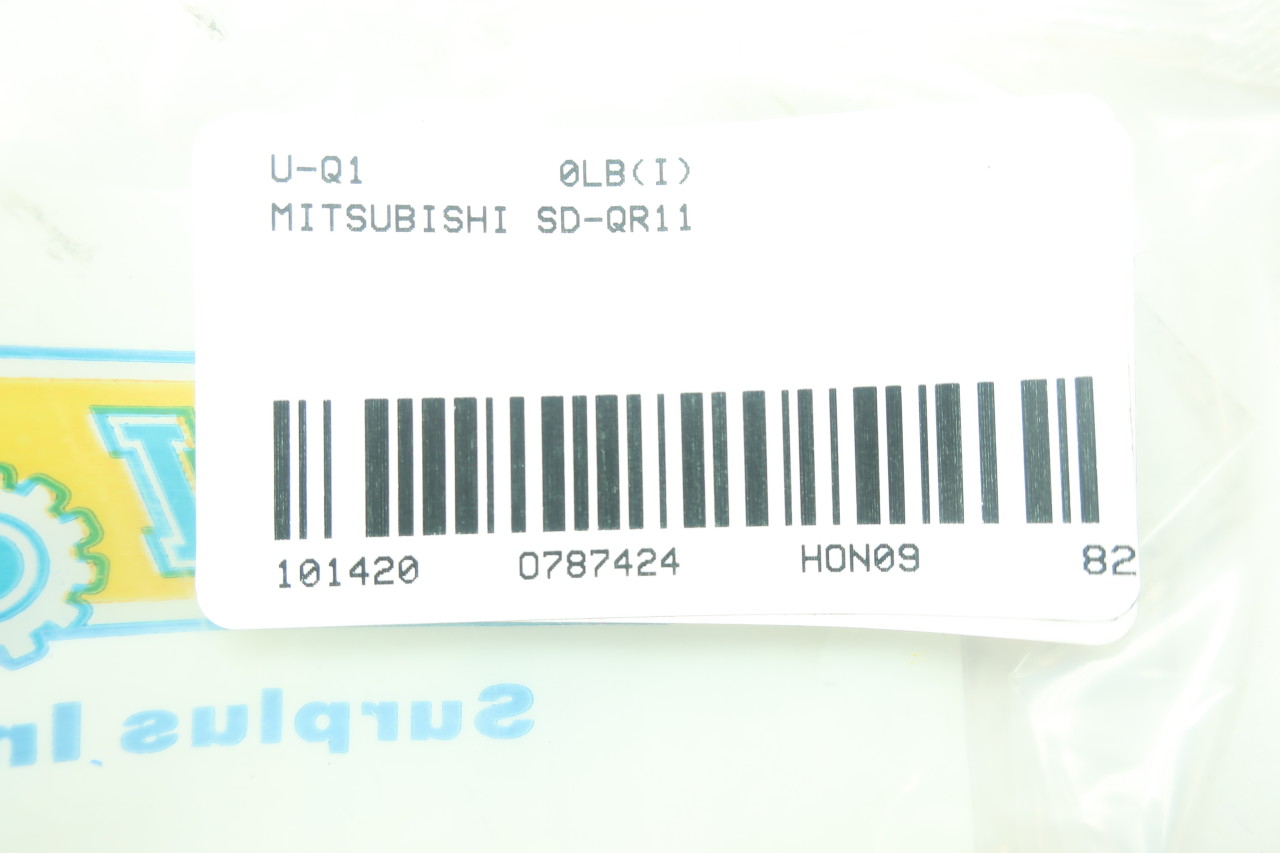 U-Q1 0LB(I)
MITSUBISHI SD-QR11
101420 0787424 HON09 82
Surplus